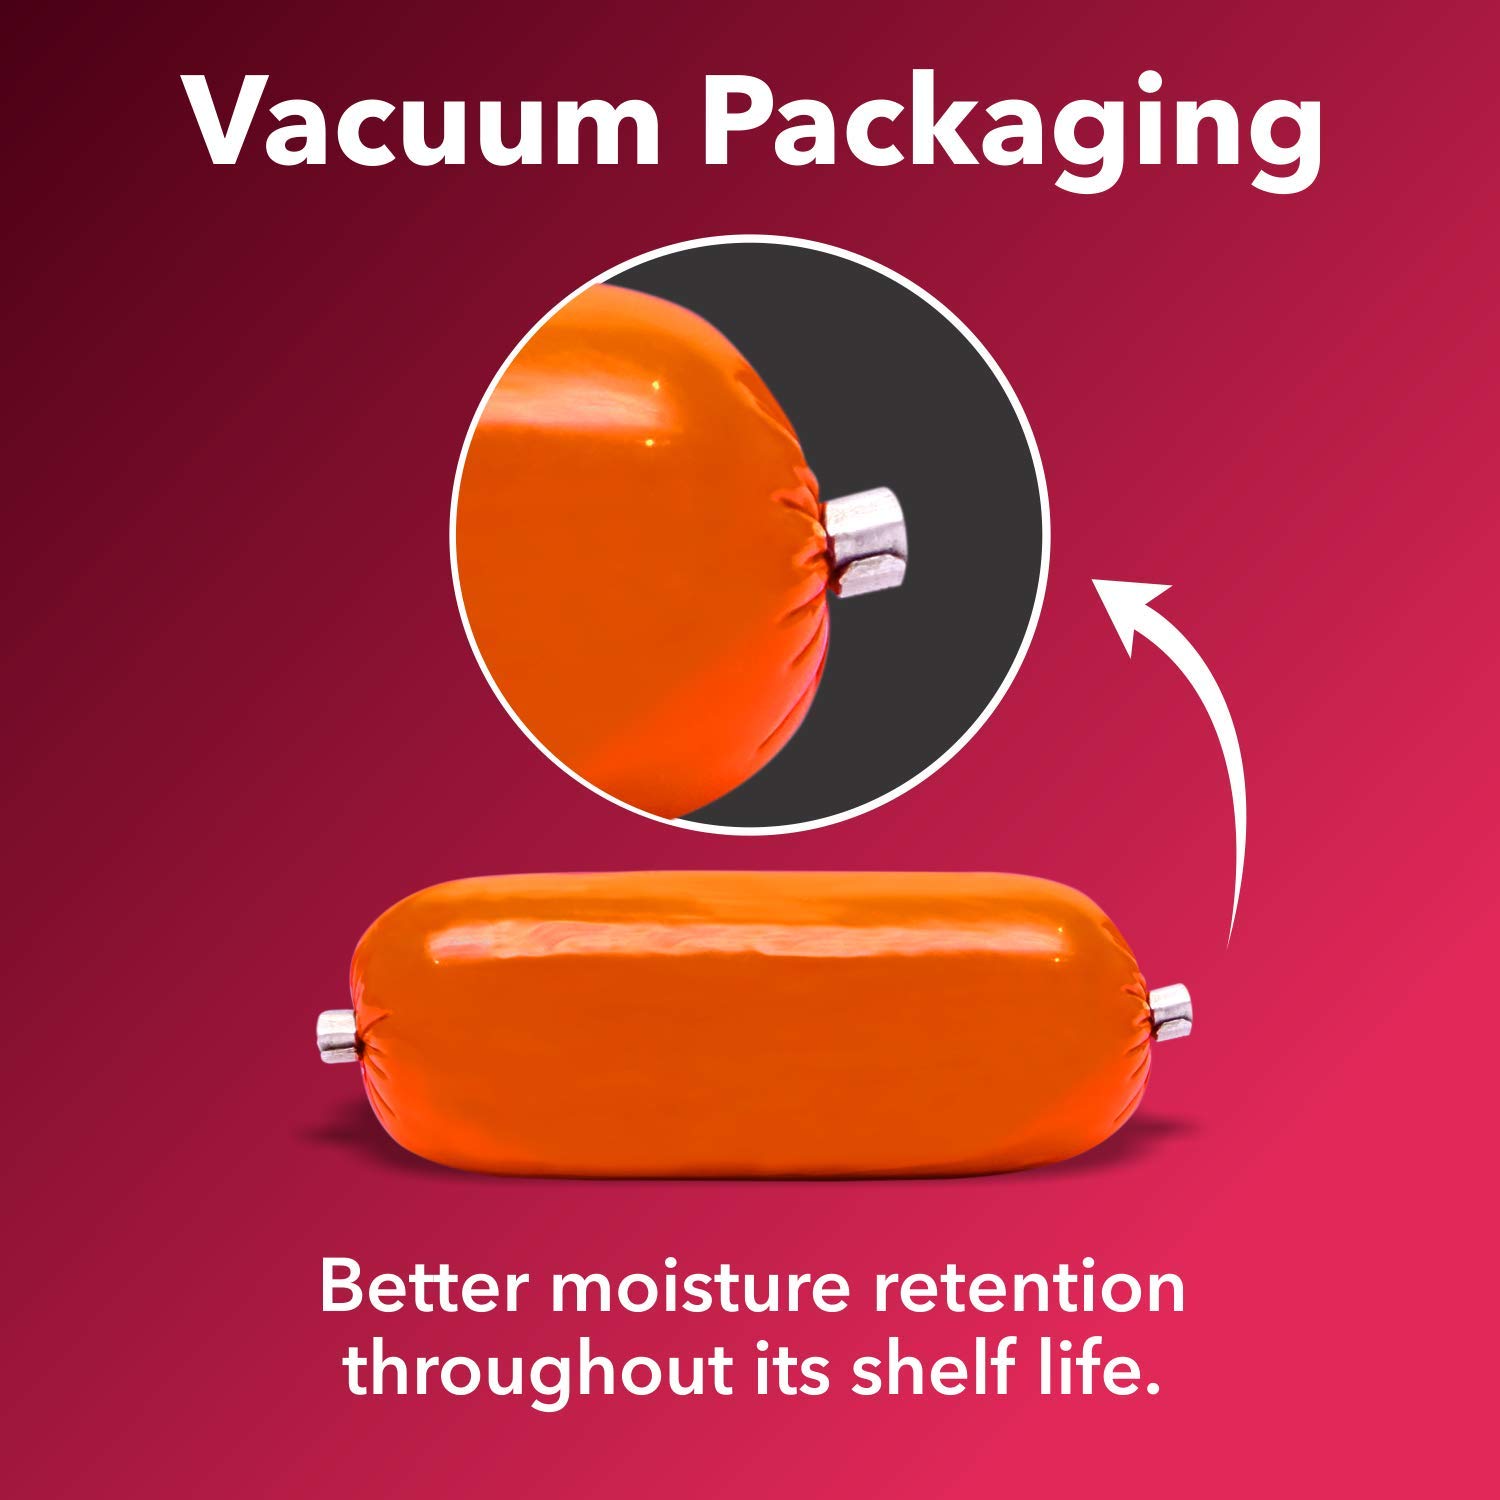 Vacuum Packaging
Better moisture retention
throughout its shelf life.